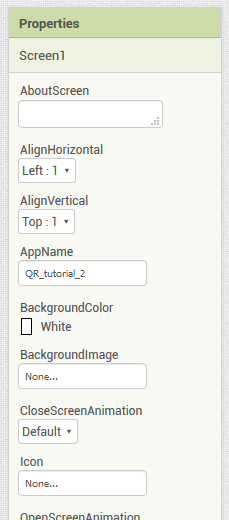 Properties
Screen1
AboutScreen
AlignHorizontal
Left : 1
AlignVertical
Top : 1
AppName
QR_tutorial_2
BackgroundColor
White
BackgroundImage
None...
CloseScreenAnimation
Default
Icon
None...
OpenScreenAnimation